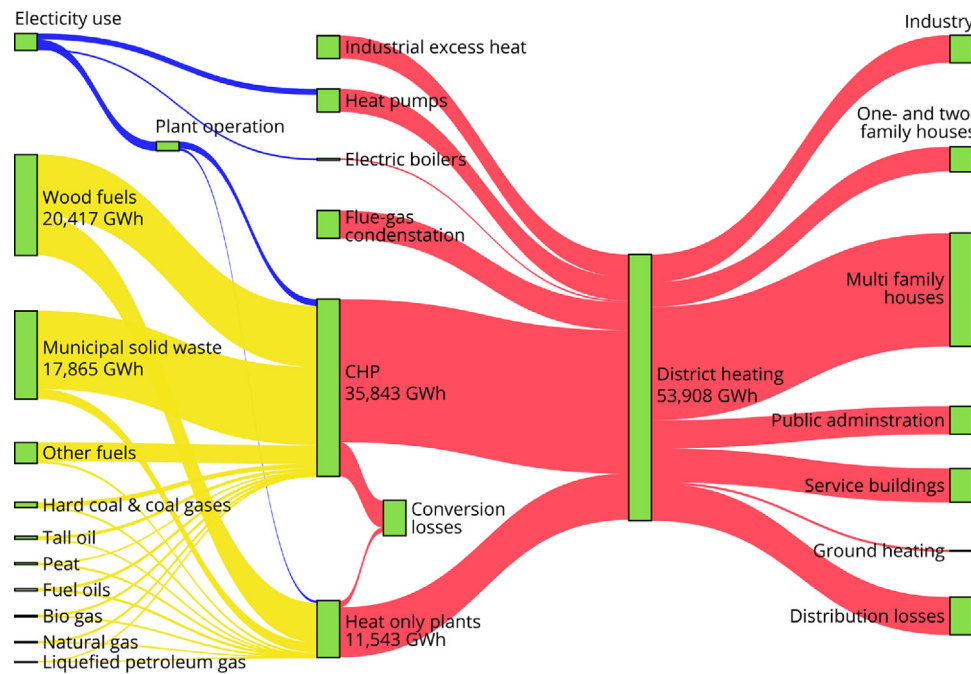 Electicity use
Industry
Industrial excess heat
Heat pumps
One- and two
family houses
Plant operation
Electric boilers
Wood fuels
20,417 GWh
Flue-gas
condenstation
Multi family
houses
Municipal solid waste
17,865 GWh
CHP
35,843 GWh
District heating
53,908 GWh
Public adminstration
Other fuels
Service buildings
Hard coal & coal gases
Conversion
losses
Tall oil
Ground heating
Peat
Fuel oils
Bio gas
Heat only plants
11,543 GWh
Distribution losses
Natural gas
Liquefied petroleum gas